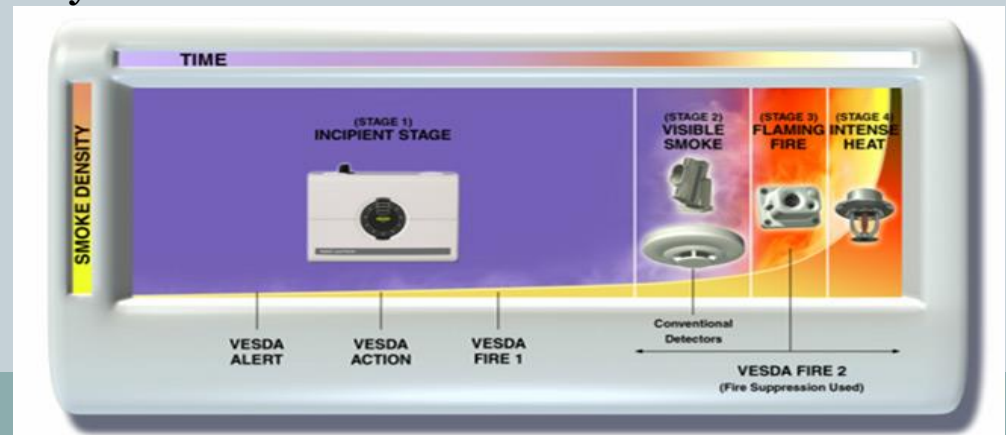 TIME
SMOKE DENSITY
(STAGE 1)
INCIPIENT STAGE
(STAGE 2)
VISIBLE
SMOKE
(STAGE 3)
FLAMING
FIRE
(STAGE 4)
INTENSE
HEAT
VESDA
ALERT
VESDA
ACTION
VESDA
FIRE 1
Conventional
Detectors
VESDA FIRE 2
(Fire Suppression Used)